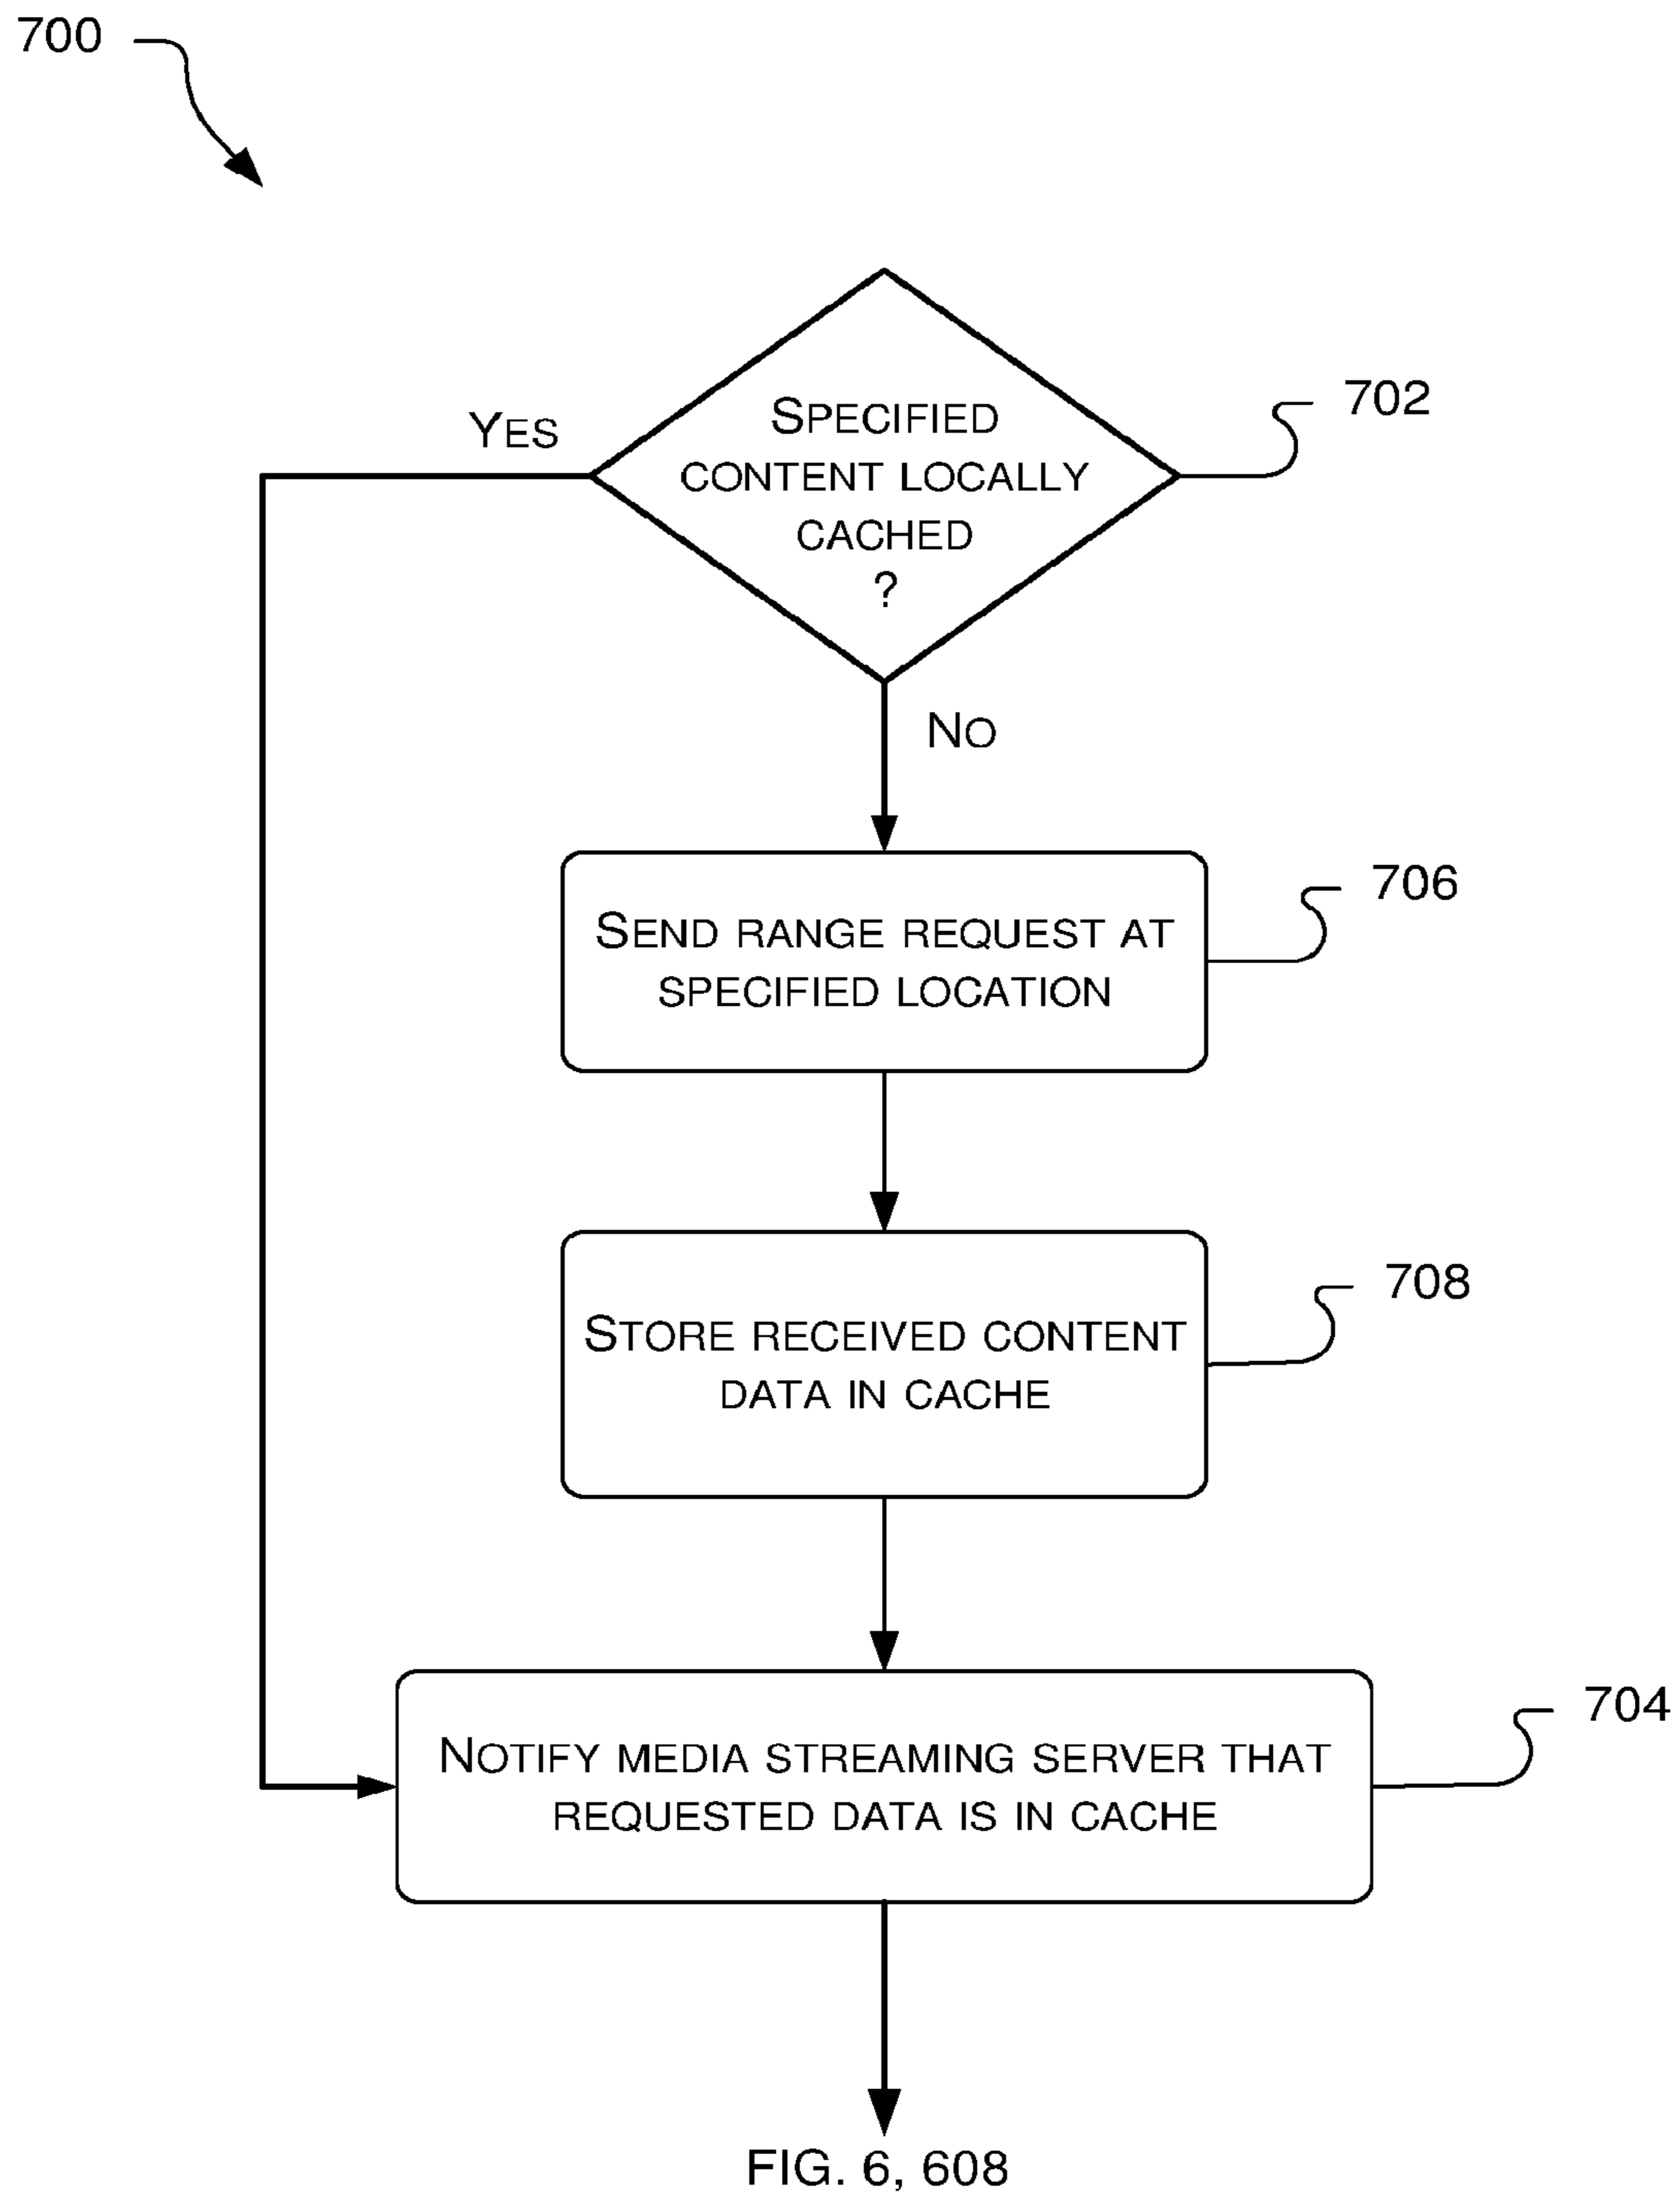 700
SPECIFIED
CONTENT LOCALLY
CACHED
?
702
YES
NO
SEND RANGE REQUEST AT
SPECIFIED LOCATION
706
STORE RECEIVED CONTENT
DATA IN CACHE
708
NOTIFY MEDIA STREAMING SERVER THAT
REQUESTED DATA IS IN CACHE
704
FIG. 6, 608